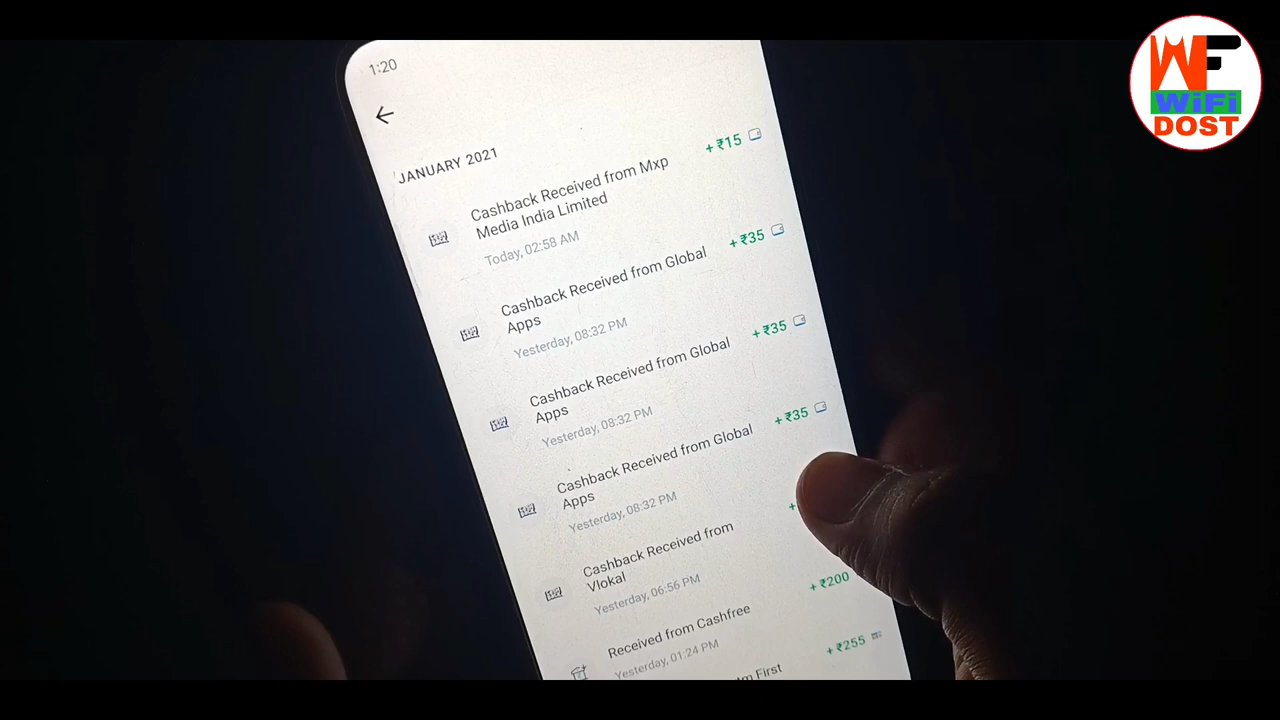 1:20
WF
WiFi
DOST
JANUARY 2021
Cashback Received from Mxp
Media India Limited
+ ₹15
Today, 02:58 AM
Cashback Received from Global
Apps
+ ₹35
Yesterday, 08:32 PM
Cashback Received from Global
Apps
+ ₹35
Yesterday, 08:32 PM
Cashback Received from Global
Apps
+ ₹35
Yesterday, 08:32 PM
Cashback Received from
Vlokal
+
Yesterday, 06:56 PM
Received from Cashfree
+ ₹200
Yesterday, 01:24 PM
First
+ ₹255